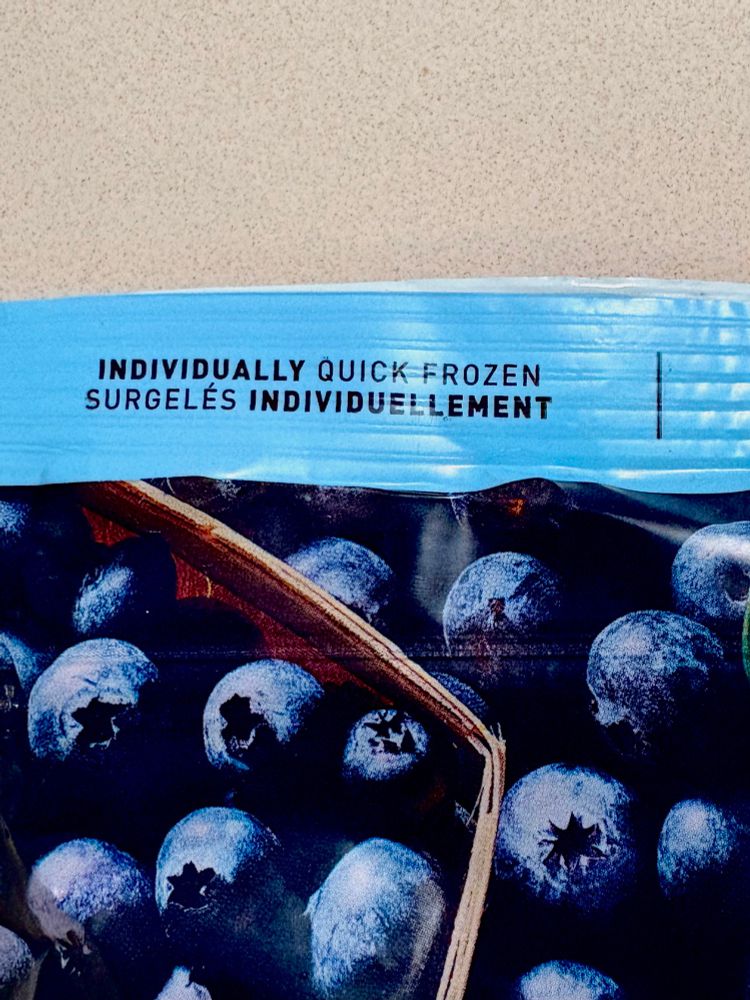 INDIVIDUALLY QUICK FROZEN
SURGELÉS INDIVIDUELLEMENT